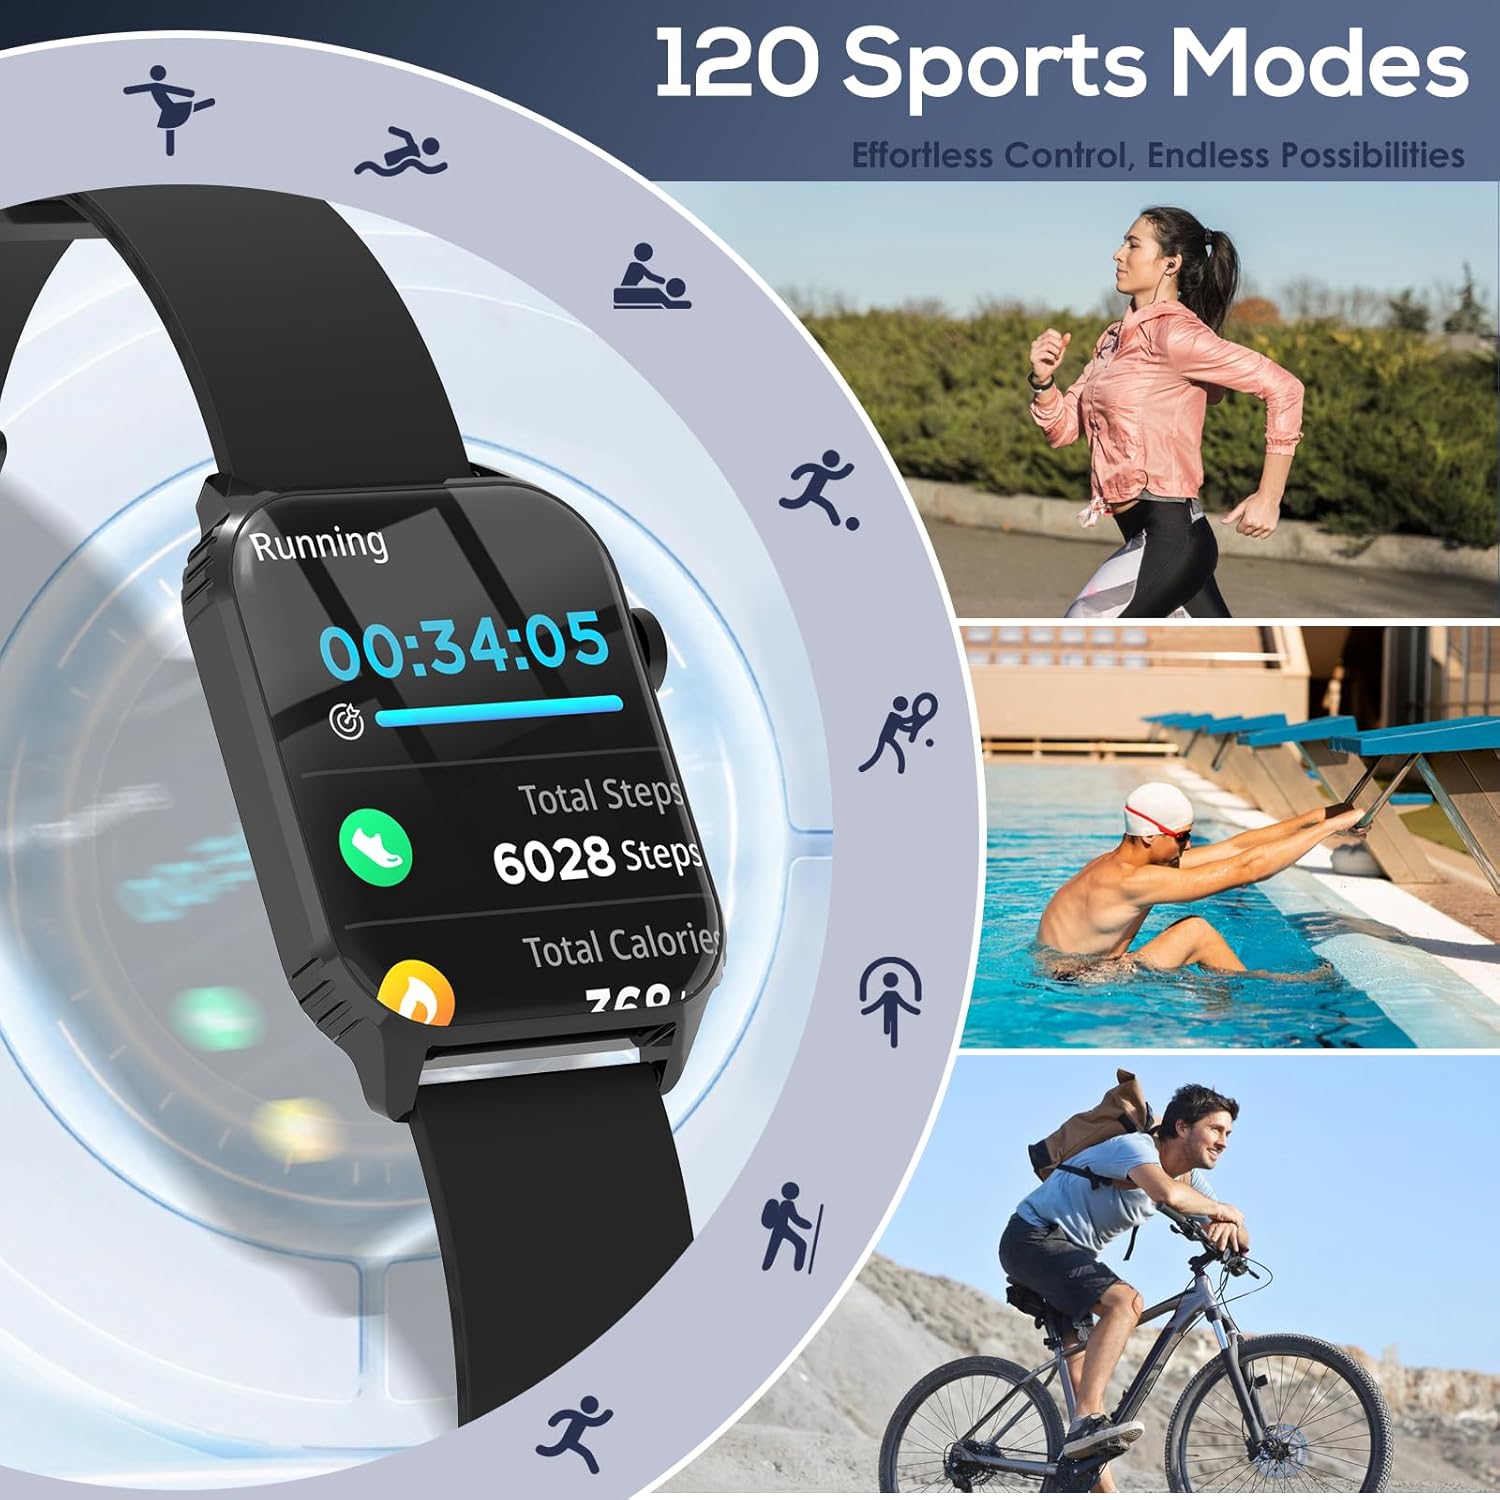 120 Sports Modes
Effortless Control, Endless Possibilities
Running
00:34:05
Total Steps
6028 Steps
Total Calories